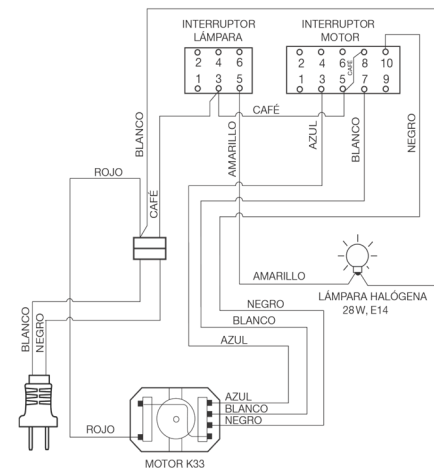 INTERRUPTOR
LÁMPARA
INTERRUPTOR
MOTOR
2 4 6
1 3 5
2 4 6 8 10
1 3 5 7 9
CAFÉ
CAFÉ
BLANCO
AMARILLO
AZUL
BLANCO
NEGRO
ROJO
CAFÉ
AMARILLO
LÁMPARA HALÓGENA
28 W, E14
NEGRO
BLANCO
AZUL
BLANCO
NEGRO
AZUL
BLANCO
NEGRO
ROJO
MOTOR K33